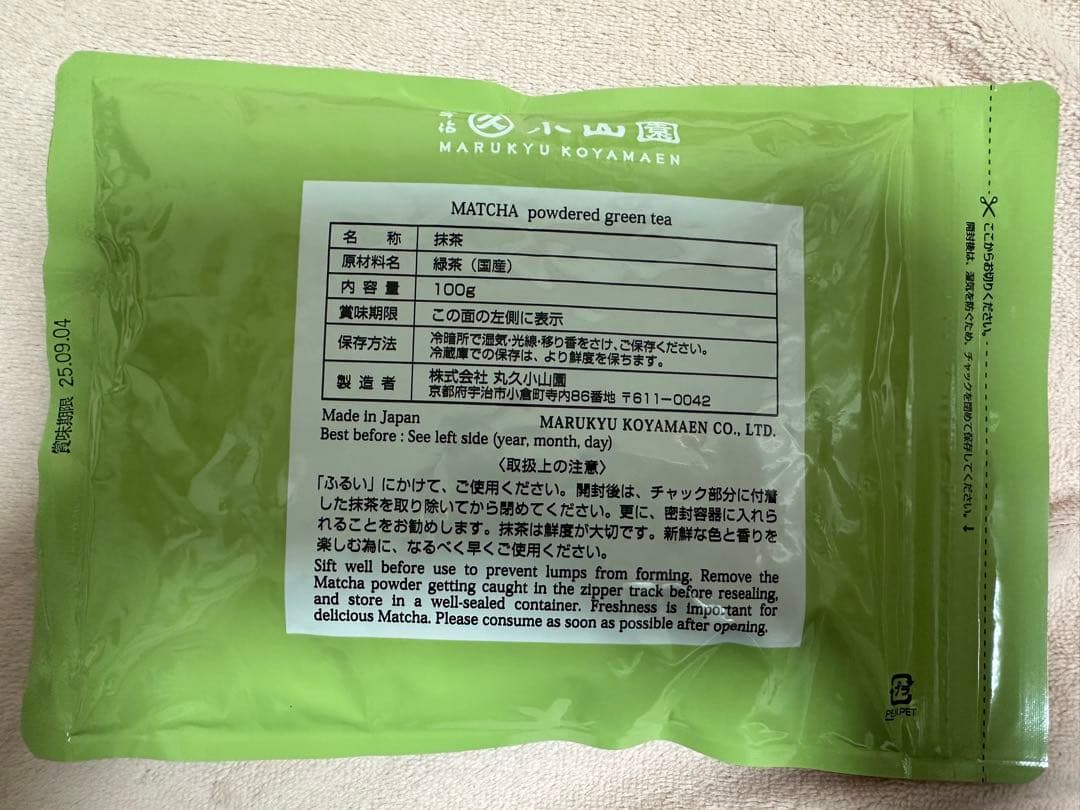 宇治 久 小山園
MARUKYU KOYAMAEN
MATCHA powdered green tea
名 称 抹茶
原材料名 緑茶（国産）
内 容 量 100g
賞味期限 この面の左側に表示
保存方法 冷暗所で湿気・光線・移り香をさけ、ご保存ください。
冷蔵庫での保存は、より鮮度を保ちます。
製 造 者 株式会社 丸久小山園
京都府宇治市小倉町寺内86番地 〒611-0042
Made in Japan MARUKYU KOYAMAEN CO., LTD.
Best before : See left side (year, month, day)
〈取扱上の注意〉
「ふるい」にかけて、ご使用ください。開封後は、チャック部分に付着
した抹茶を取り除いてから閉めてください。更に、密封容器に入れら
れることをお勧めします。抹茶は鮮度が大切です。新鮮な色と香りを
楽しむ為に、なるべく早くご使用ください。
Sift well before use to prevent lumps from forming. Remove the
Matcha powder getting caught in the zipper track before resealing,
and store in a well-sealed container. Freshness is important for
delicious Matcha. Please consume as soon as possible after opening.
賞味期限 25.09.04
ここからお切りください。
開封後は、湿気を防ぐため、チャックを閉めて保存してください。
プラ
PE,PET